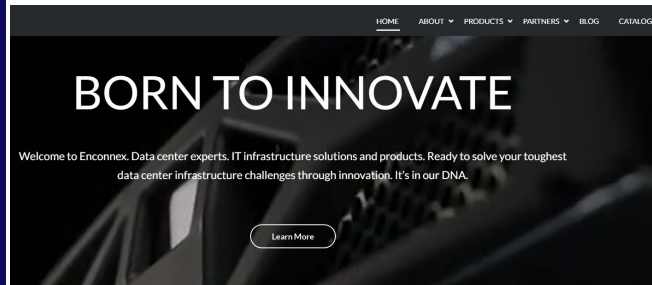 HOME ABOUT PRODUCTS PARTNERS BLOG CATALOG
BORN TO INNOVATE
Welcome to Enconnex. Data center experts. IT infrastructure solutions and products. Ready to solve your toughest
data center infrastructure challenges through innovation. It's in our DNA.
Learn More